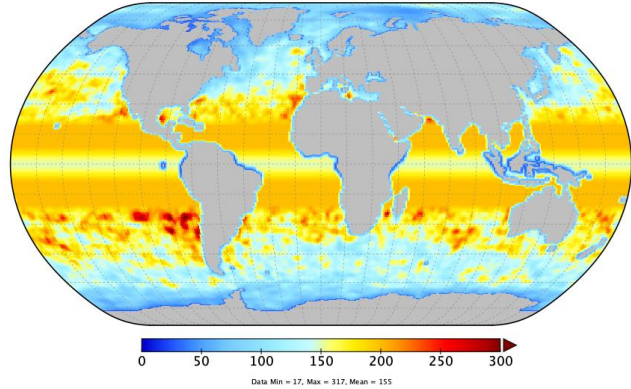 0 50 100 150 200 250 300
Data Min = 17, Max = 317, Mean = 155